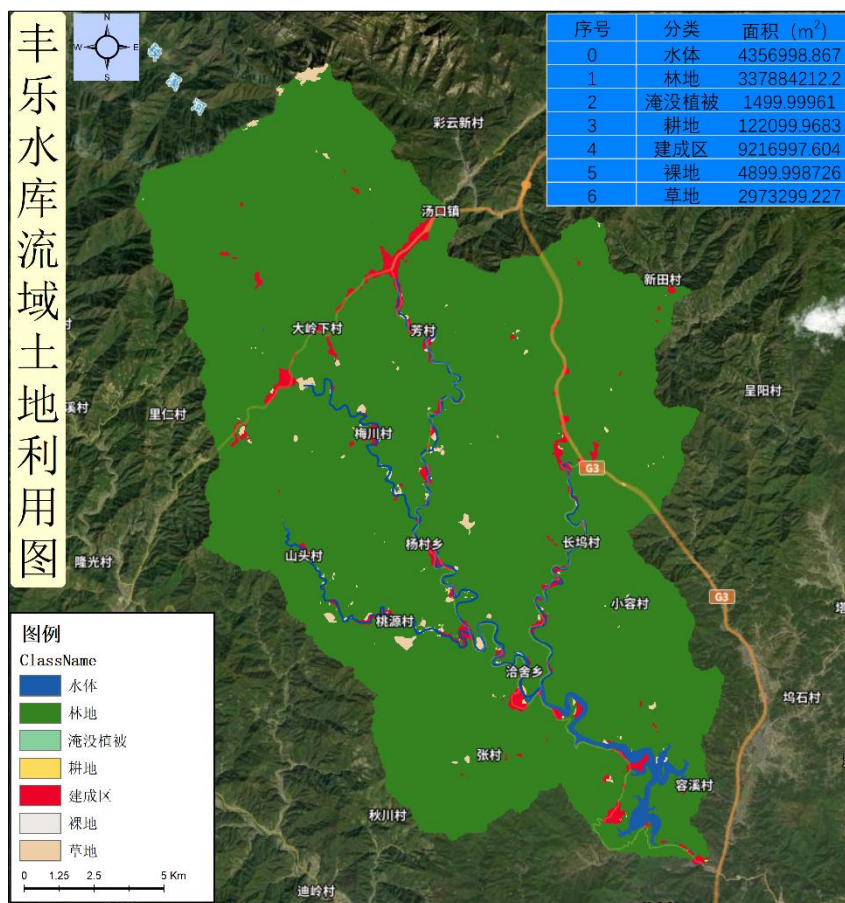 丰乐水库流域土地利用图
N
W
E
S
序号 分类 面积（m²）
0 水体 4356998.867
1 林地 337884212.2
2 淹没植被 1499.99961
3 耕地 122099.9683
4 建成区 9216997.604
5 裸地 4899.998726
6 草地 2973299.227
彩云新村
汤口镇
新田村
大岭下村
芳村
呈阳村
溪村
里仁村
梅川村
G3
隆光村
山头村
杨村乡
长坞村
G3
小容村
塔
桃源村
洽舍乡
坞石村
张村
容溪村
秋川村
迪岭村
图例
ClassName
水体
林地
淹没植被
耕地
建成区
裸地
草地
0 1.25 2.5 5 Km